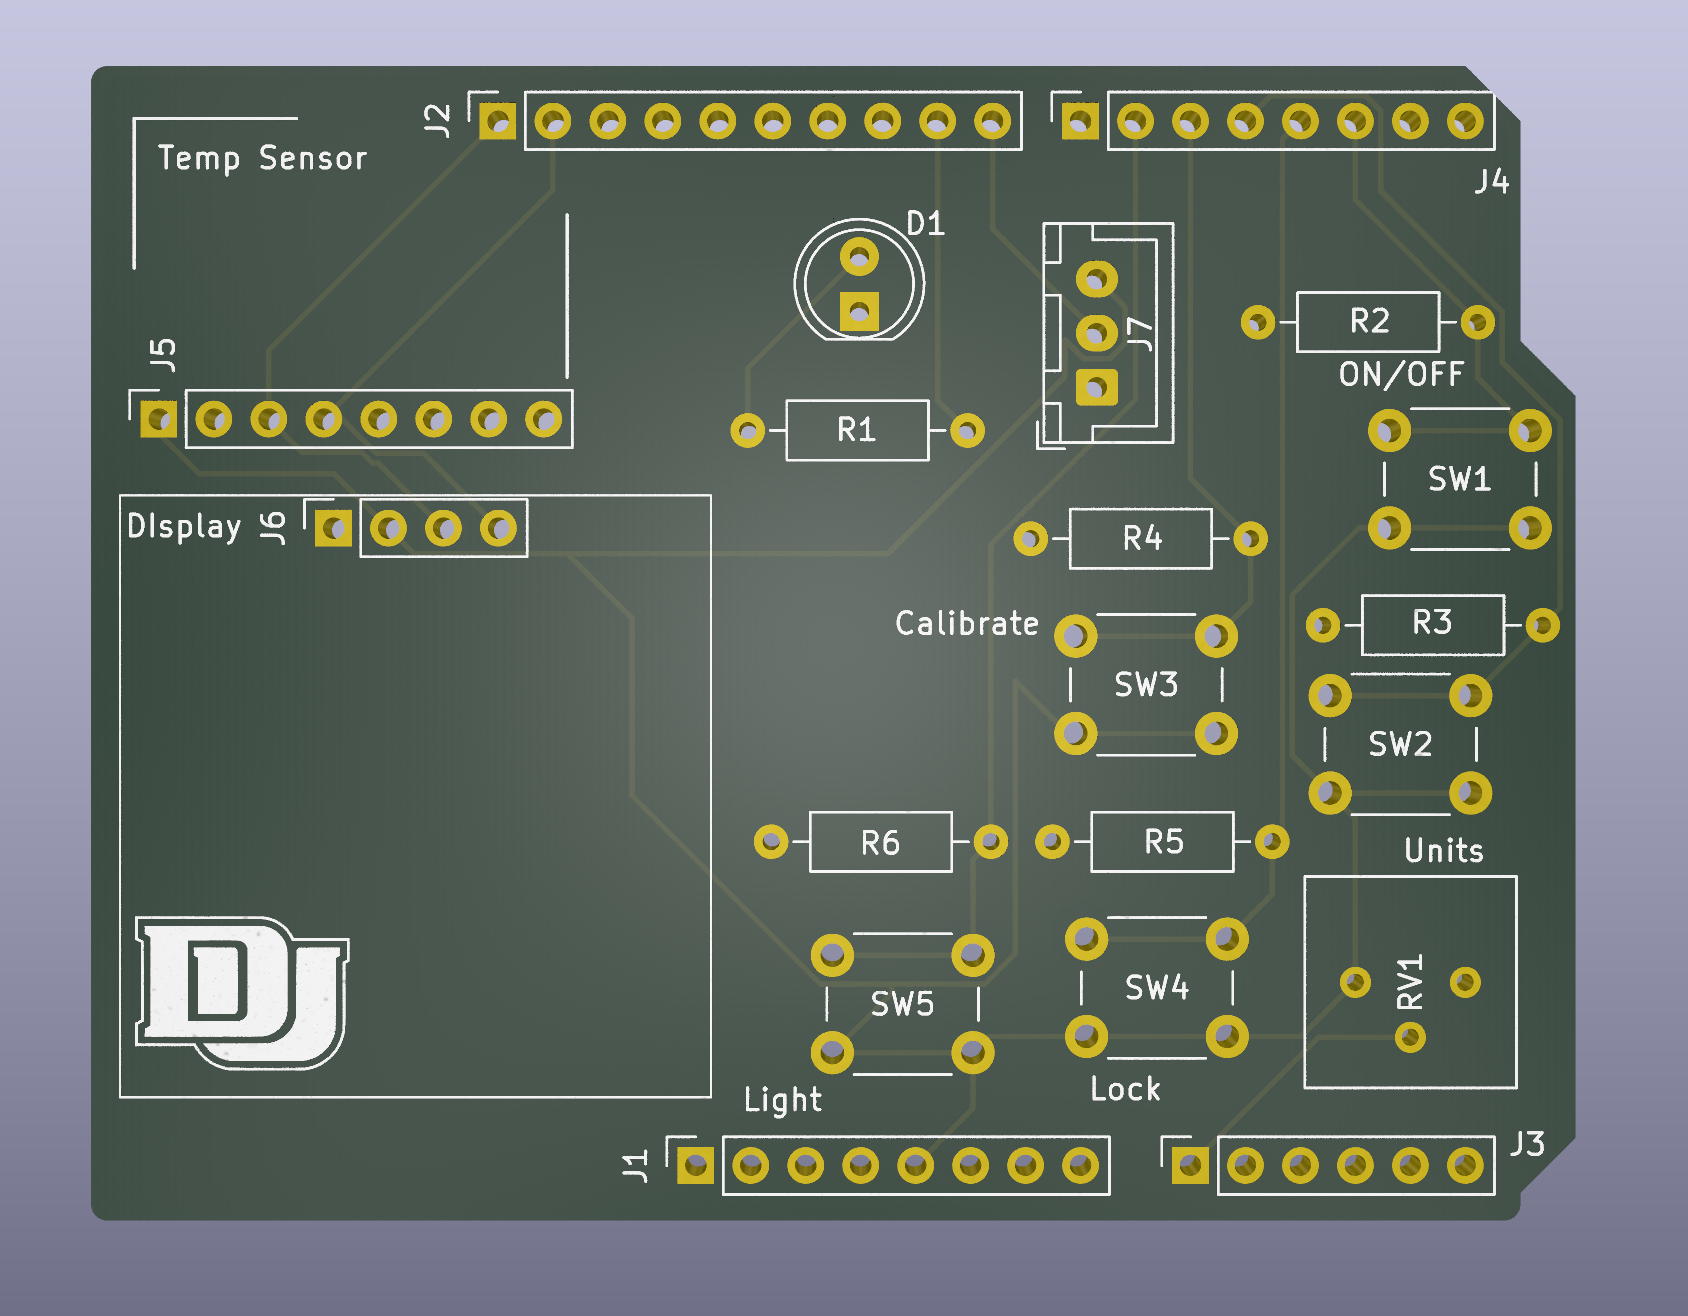 J2
Temp Sensor
J4
D1
J7
R2
ON/OFF
J5
R1
SW1
DIsplay
J6
R4
Calibrate
R3
SW3
SW2
R6
R5
Units
DU
SW5
SW4
RV1
Light
Lock
J1
J3